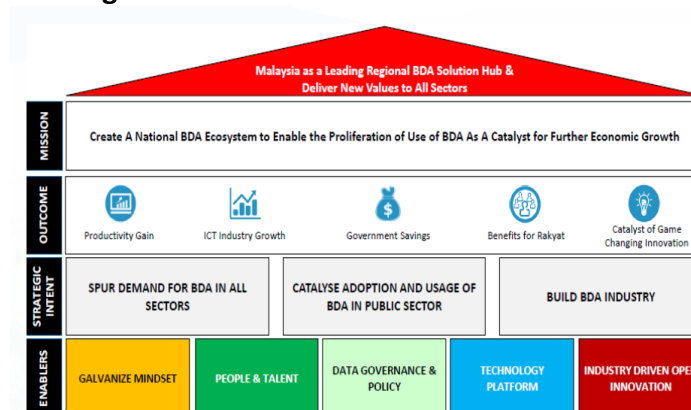 Malaysia as a Leading Regional BDA Solution Hub &
Deliver New Values to All Sectors
MISSION
Create A National BDA Ecosystem to Enable the Proliferation of Use of BDA As A Catalyst for Further Economic Growth
OUTCOME
Productivity Gain
ICT Industry Growth
Government Savings
Benefits for Rakyat
Catalyst of Game
Changing Innovation
STRATEGIC
INTENT
SPUR DEMAND FOR BDA IN ALL
SECTORS
CATALYSE ADOPTION AND USAGE OF
BDA IN PUBLIC SECTOR
BUILD BDA INDUSTRY
ENABLERS
GALVANIZE MINDSET
PEOPLE & TALENT
DATA GOVERNANCE &
POLICY
TECHNOLOGY
PLATFORM
INDUSTRY DRIVEN OPE
INNOVATION